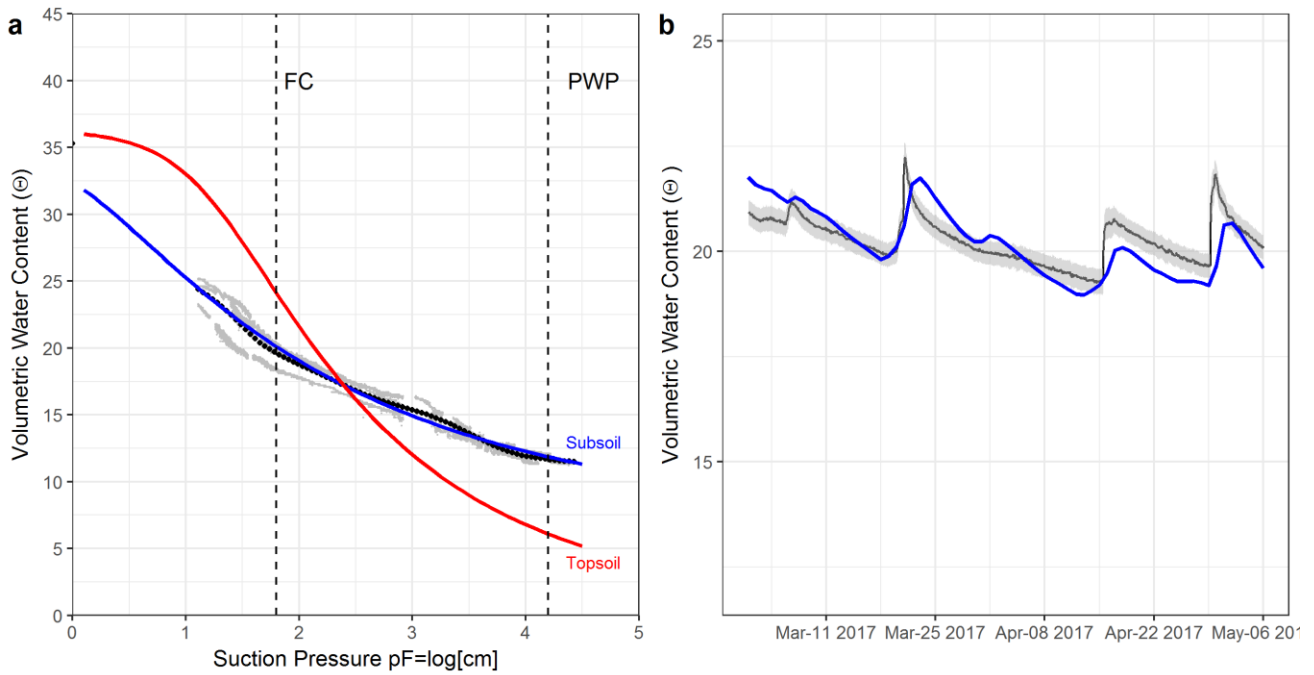 a
45
40
35
30
25
20
15
10
5
0
Volumetric Water Content (Θ)
FC
PWP
Subsoil
Topsoil
0 1 2 3 4 5
Suction Pressure pF=log[cm]
b
25
20
15
Volumetric Water Content (Θ )
Mar-11 2017 Mar-25 2017 Apr-08 2017 Apr-22 2017 May-06 201